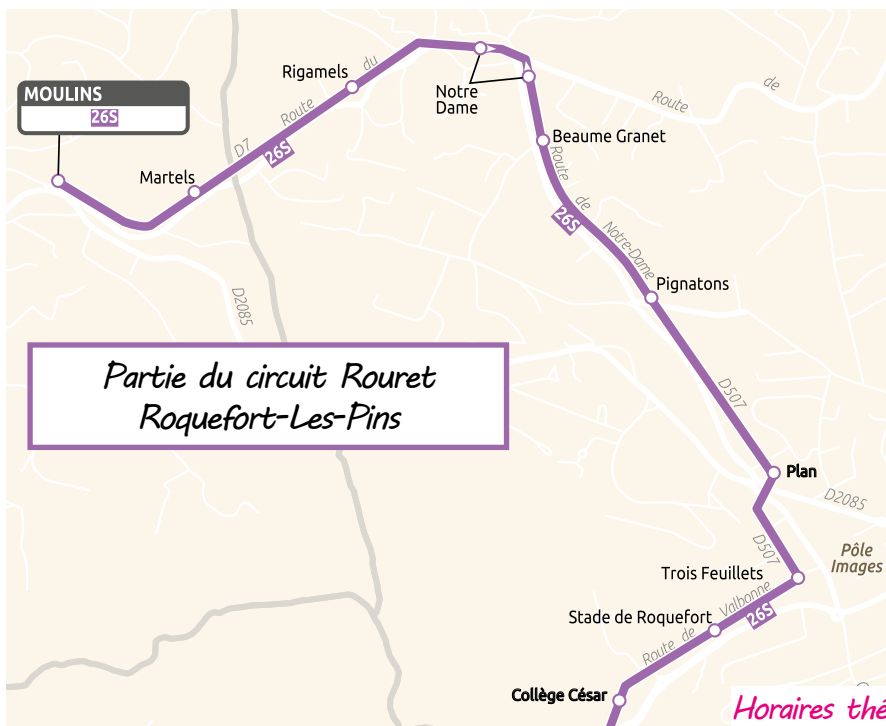 MOULINS
26S
Rigamels
Notre
Dame
Route du
D7
26S
Martels
Route de
Beaume Granet
Route de Notre-Dame
26S
Pignatons
D2085
Partie du circuit Rouret
Roquefort-Les-Pins
D507
Plan
D2085
D507
Pôle
Images
Trois Feuillets
Stade de Roquefort
Route de Valbonne
26S
Collège César
Horaires thé